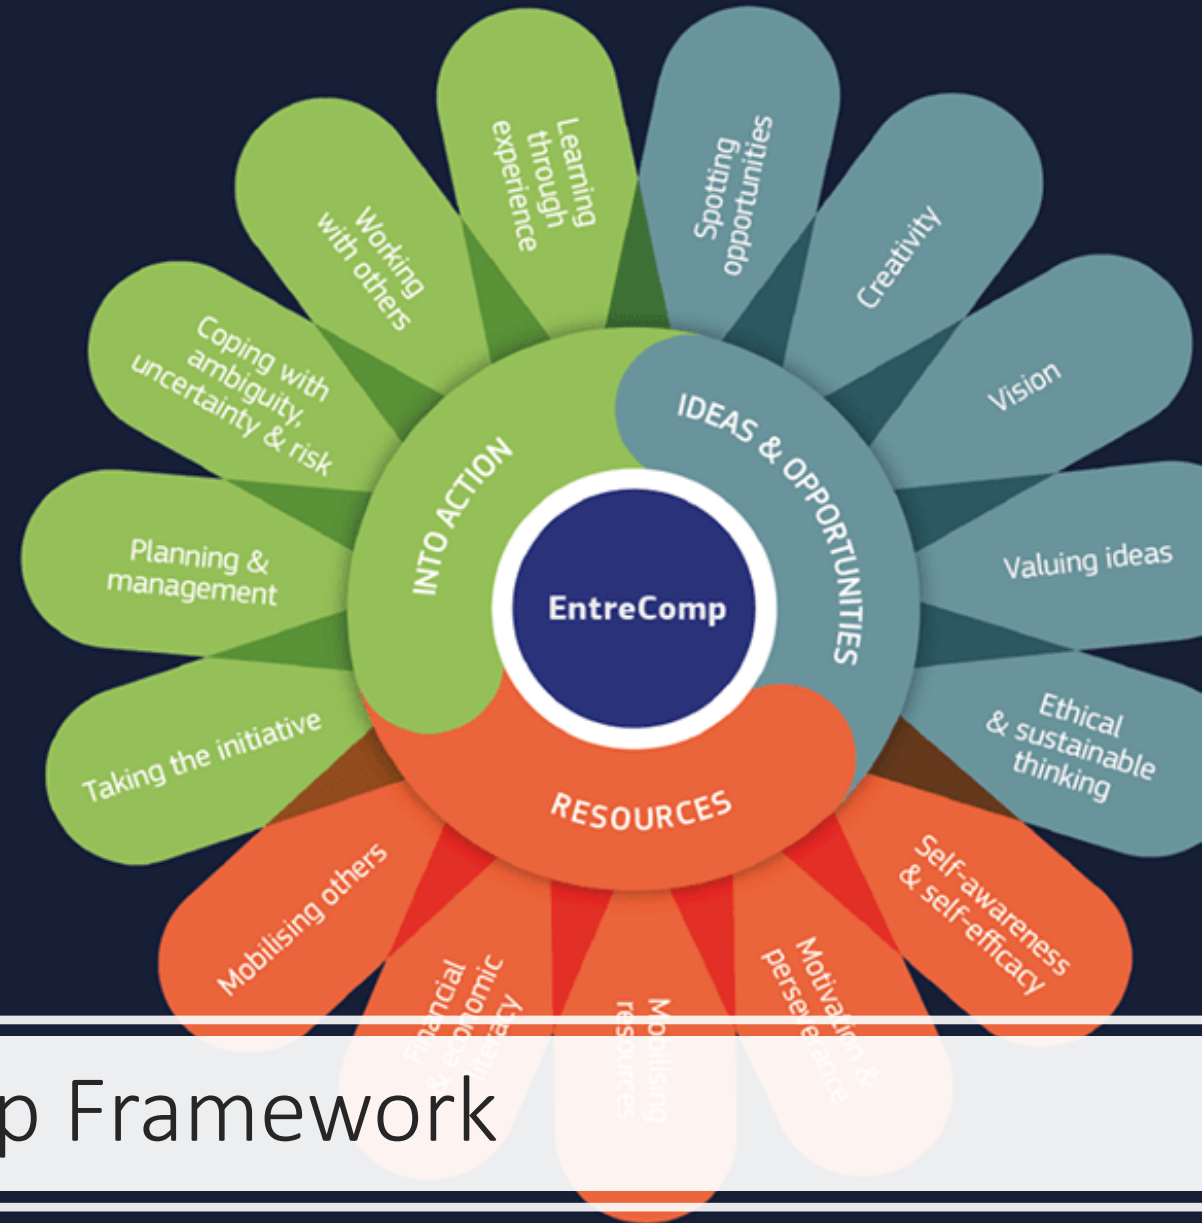 Learning
through
experience
Spotting
opportunities
Working
with others
Creativity
Coping with
ambiguity,
uncertainty & risk
Vision
INTO ACTION
IDEAS & OPPORTUNITIES
Planning &
management
Valuing ideas
EntreComp
Taking the initiative
Ethical
& sustainable
thinking
RESOURCES
Mobilising others
Self-awareness
& self-efficacy
Financial
& economic
literacy
Mobilising
resources
Motivation &
perseverance
p Framework